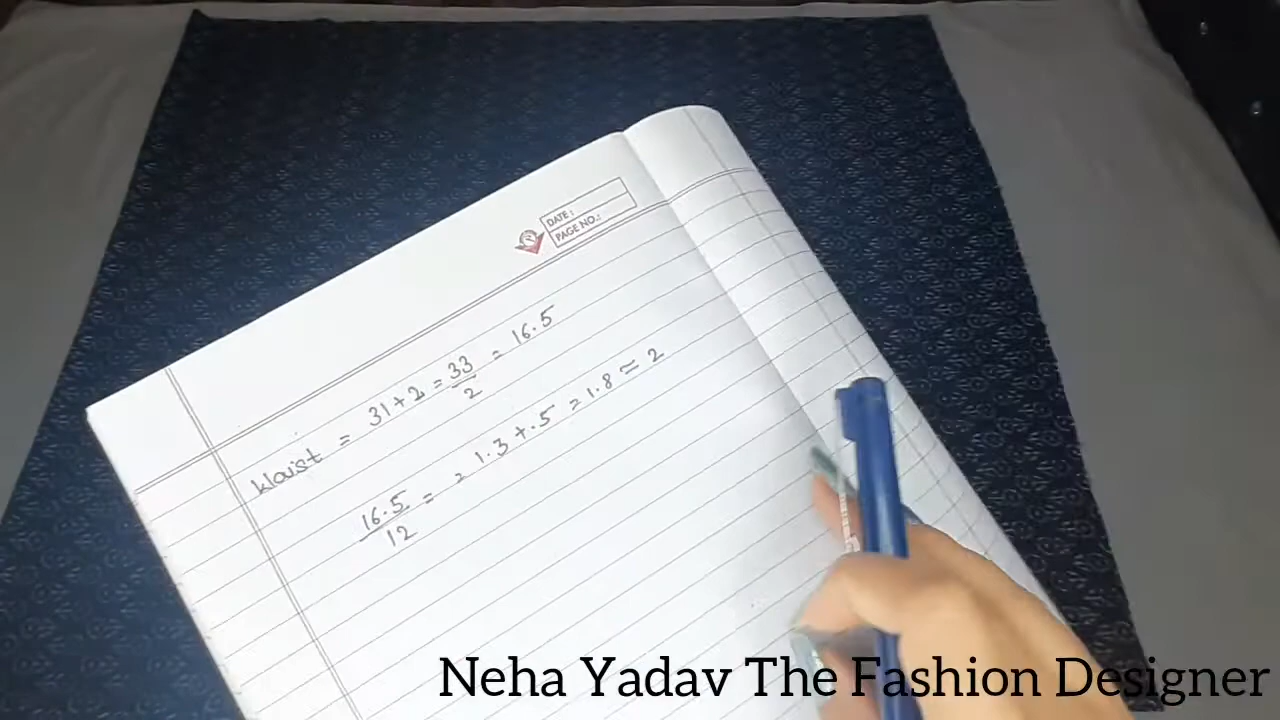 DATE :
PAGE NO.:
Waist = 31 + 2 = 33/2 = 16.5
16.5/12 = = 1.3 + .5 = 1.8 ≃ 2
Neha Yadav The Fashion Designer